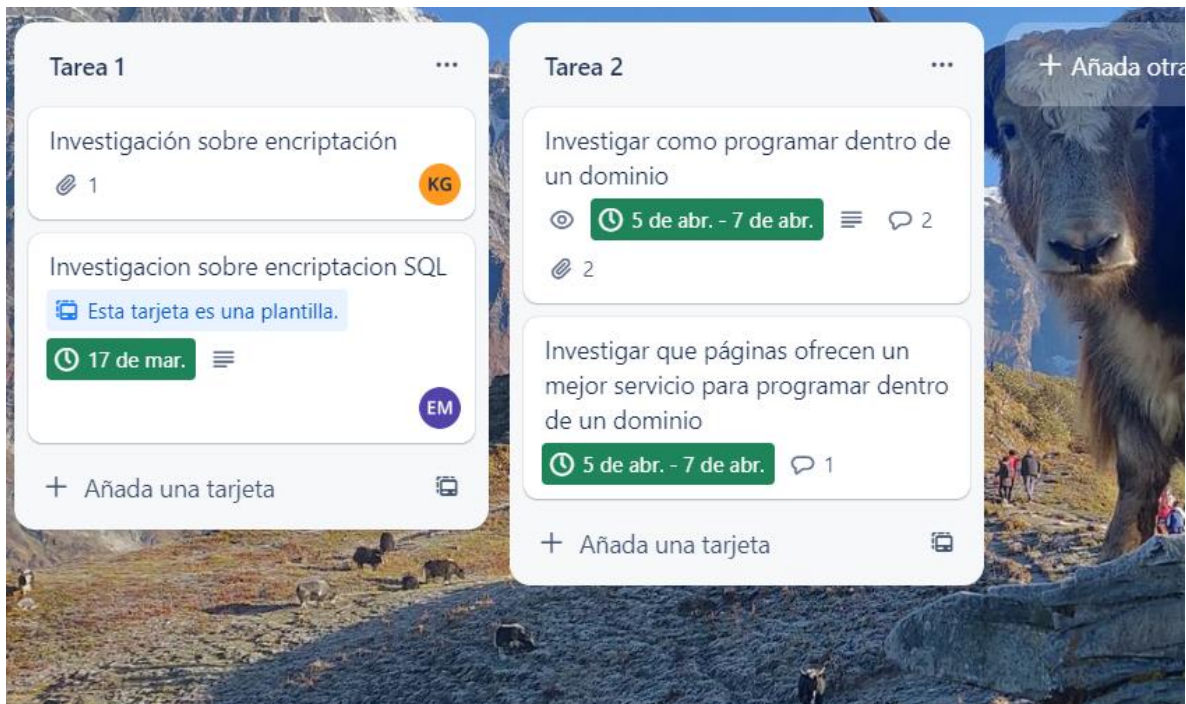 Tarea 1
Investigación sobre encriptación
1
KG
Investigacion sobre encriptacion SQL
Esta tarjeta es una plantilla.
17 de mar.
EM
+ Añada una tarjeta
Tarea 2
Investigar como programar dentro de
un dominio
5 de abr. - 7 de abr.
2
2
Investigar que páginas ofrecen un
mejor servicio para programar dentro
de un dominio
5 de abr. - 7 de abr.
1
+ Añada una tarjeta
+ Añada otra